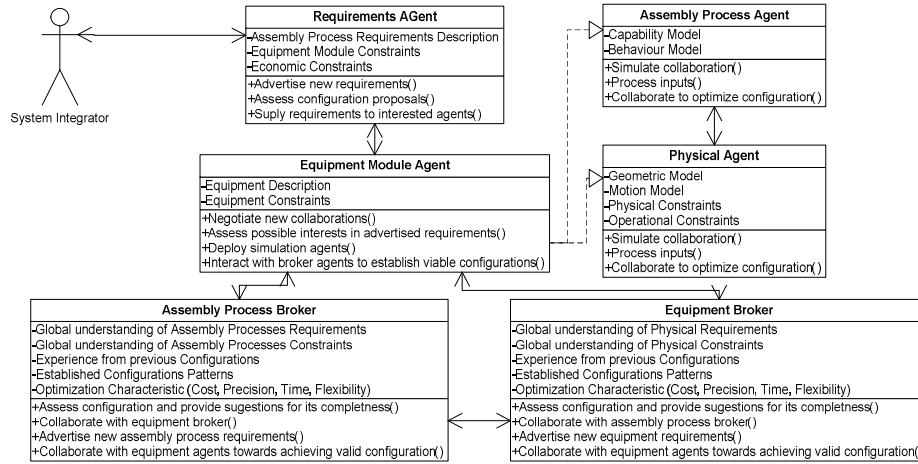 System Integrator
Requirements AGent
-Assembly Process Requirements Description
-Equipment Module Constraints
-Economic Constraints
+Advertise new requirements()
+Assess configuration proposals()
+Suply requirements to interested agents()
Assembly Process Agent
-Capability Model
-Behaviour Model
+Simulate collaboration()
+Process inputs()
+Collaborate to optimize configuration()
Equipment Module Agent
-Equipment Description
-Equipment Constraints
+Negotiate new collaborations()
+Assess possible interests in advertised requirements()
+Deploy simulation agents()
+Interact with broker agents to establish viable configurations()
Physical Agent
-Geometric Model
-Motion Model
-Physical Constraints
-Operational Constraints
+Simulate collaboration()
+Process inputs()
+Collaborate to optimize configuration()
Assembly Process Broker
-Global understanding of Assembly Processes Requirements
-Global understanding of Assembly Processes Constraints
-Experience from previous Configurations
-Established Configurations Patterns
-Optimization Characteristic (Cost, Precision, Time, Flexibility)
+Assess configuration and provide sugestions for its completness()
+Collaborate with equipment broker()
+Advertise new assembly process requirements()
+Collaborate with equipment agents towards achieving valid configuration()
Equipment Broker
-Global understanding of Physical Requirements
-Global understanding of Physical Constraints
-Experience from previous Configurations
-Established Configurations Patterns
-Optimization Characteristic (Cost, Precision, Time, Flexibility)
+Assess configuration and provide sugestions for its completness()
+Collaborate with assembly process broker()
+Advertise new equipment requirements()
+Collaborate with equipment agents towards achieving valid configuration()